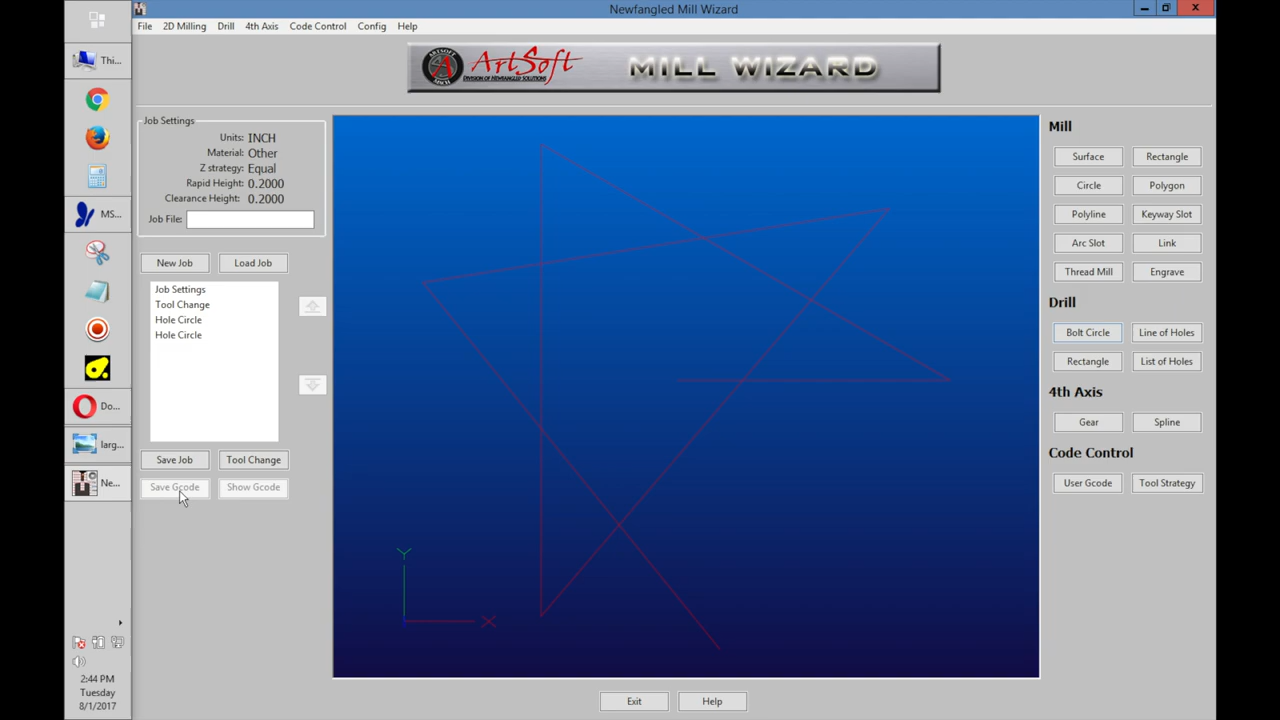 Newfangled Mill Wizard
File 2D Milling Drill 4th Axis Code Control Config Help
ArtSoft
DIVISION OF NEWFANGLED SOLUTIONS
MILL WIZARD
Thi...
MS...
Do...
larg...
Ne...
2:44 PM
Tuesday
8/1/2017
Job Settings
Units: INCH
Material: Other
Z strategy: Equal
Rapid Height: 0.2000
Clearance Height: 0.2000
Job File:
New Job Load Job
Job Settings
Tool Change
Hole Circle
Hole Circle
Save Job Tool Change
Save Gcode Show Gcode
Y
X
Mill
Surface Rectangle
Circle Polygon
Polyline Keyway Slot
Arc Slot Link
Thread Mill Engrave
Drill
Bolt Circle Line of Holes
Rectangle List of Holes
4th Axis
Gear Spline
Code Control
User Gcode Tool Strategy
Exit Help